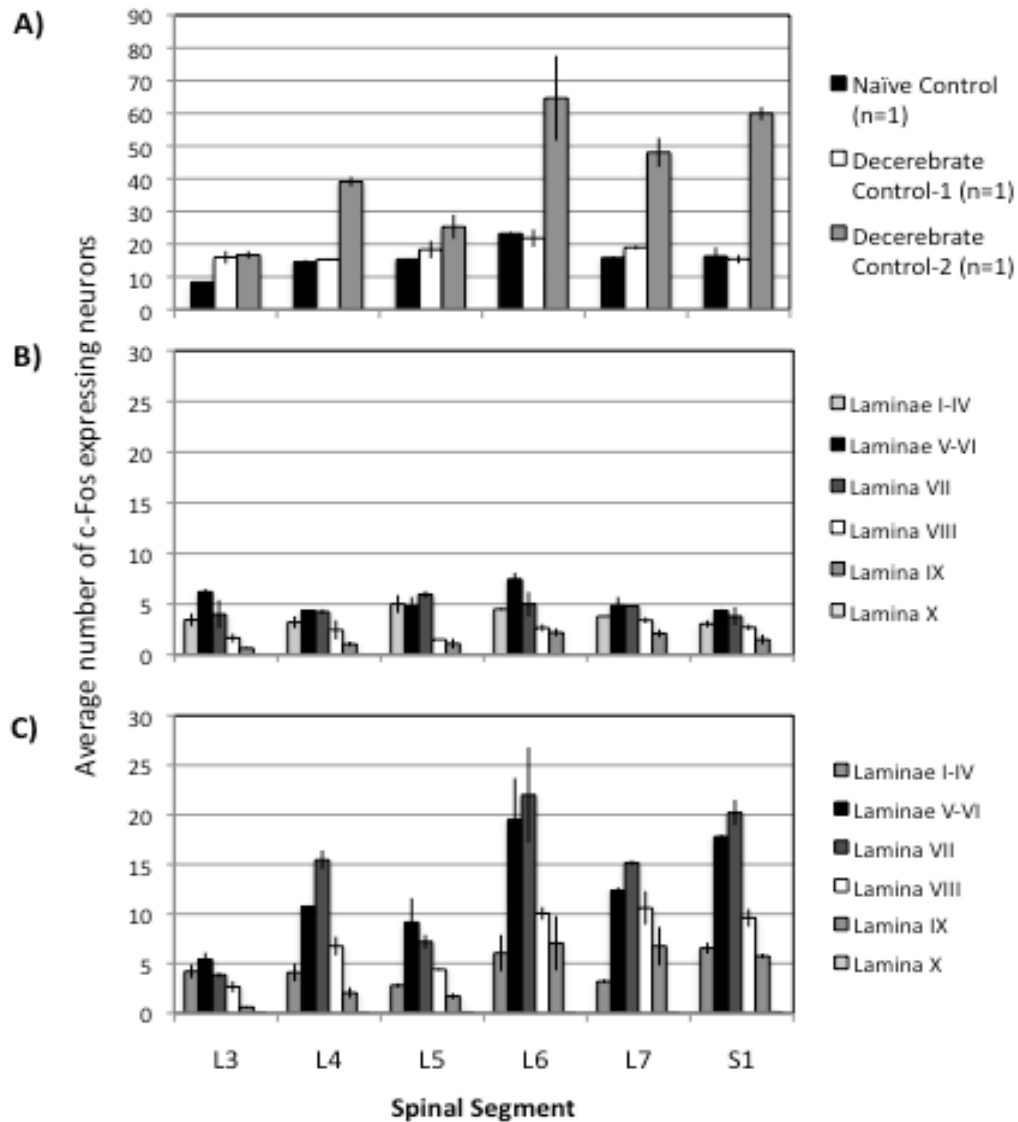 A)
90
80
70
60
50
40
30
20
10
0
Naïve Control
(n=1)
Decerebrate
Control-1 (n=1)
Decerebrate
Control-2 (n=1)
Average number of c-Fos expressing neurons
B)
30
25
20
15
10
5
0
Laminae I-IV
Laminae V-VI
Lamina VII
Lamina VIII
Lamina IX
Lamina X
C)
30
25
20
15
10
5
0
Laminae I-IV
Laminae V-VI
Lamina VII
Lamina VIII
Lamina IX
Lamina X
L3 L4 L5 L6 L7 S1
Spinal Segment